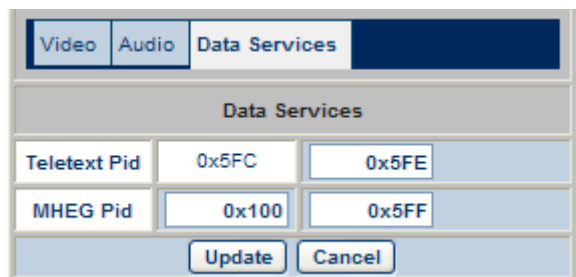 Video Audio Data Services
Data Services
Teletext Pid 0x5FC 0x5FE
MHEG Pid 0x100 0x5FF
Update Cancel